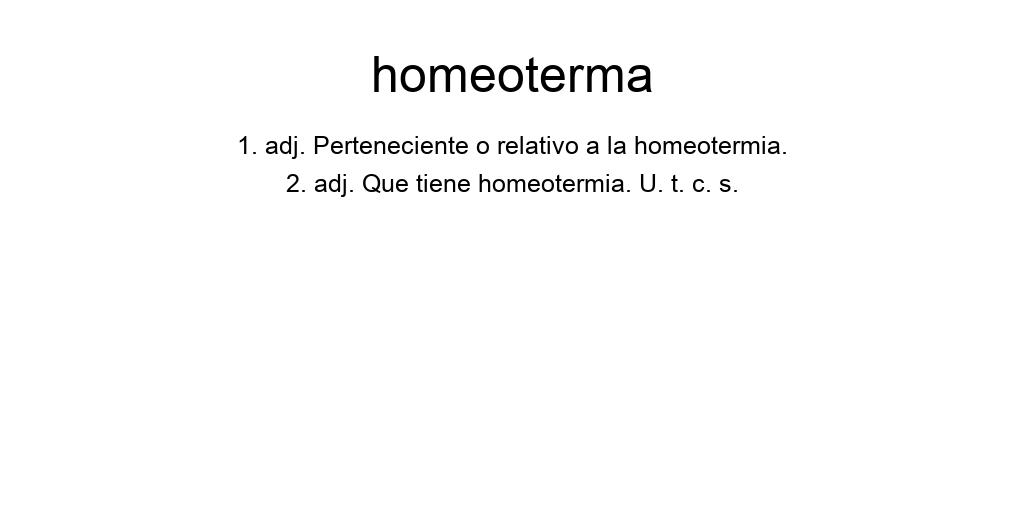 homeoterma
1. adj. Perteneciente o relativo a la homeotermia.
2. adj. Que tiene homeotermia. U. t. c. s.